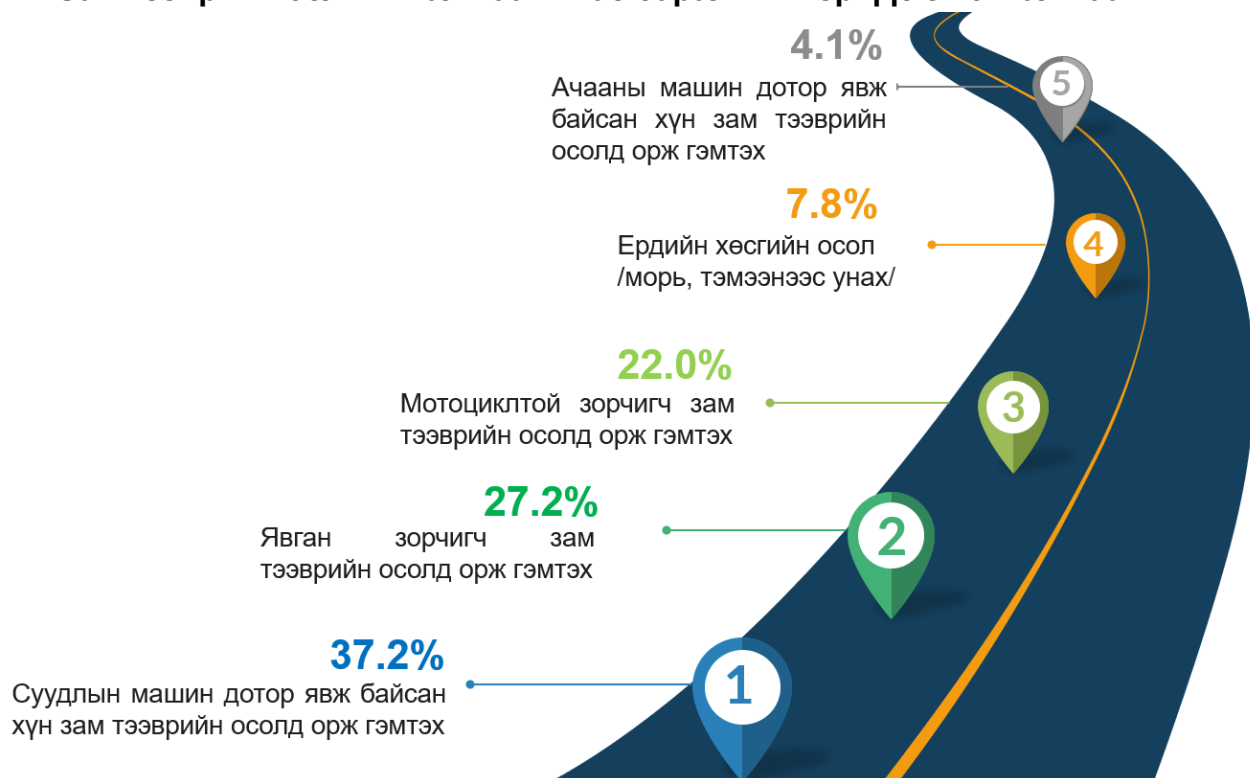 4.1%
Ачааны машин дотор явж
байсан хүн зам тээврийн
осолд орж гэмтэх
5
7.8%
Ердийн хөсгийн осол
/морь, тэмээнээс унах/
4
22.0%
Мотоциклтой зорчигч зам
тээврийн осолд орж гэмтэх
3
27.2%
Явган зорчигч зам
тээврийн осолд орж гэмтэх
2
37.2%
Суудлын машин дотор явж байсан
хүн зам тээврийн осолд орж гэмтэх
1